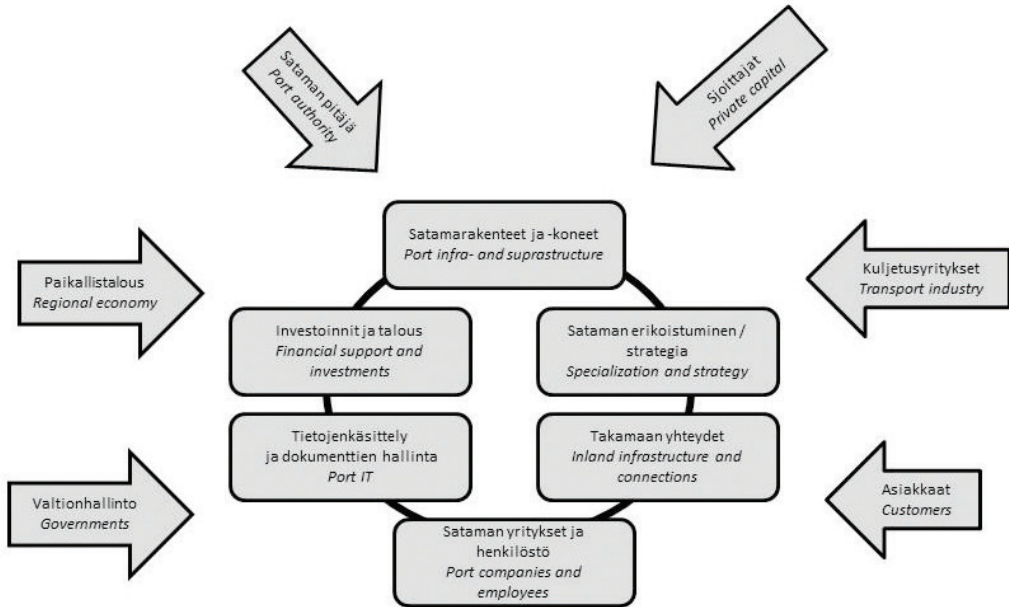 Sataman pitäjä
Port authority
Sjoittajat
Private capital
Satamarakenteet ja -koneet
Port infra- and suprastructure
Paikallistalous
Regional economy
Kuljetusyritykset
Transport industry
Investoinnit ja talous
Financial support and
investments
Sataman erikoistuminen /
strategia
Specialization and strategy
Tietojenkäsittely
ja dokumenttien hallinta
Port IT
Takamaan yhteydet
Inland infrastructure and
connections
Valtionhallinto
Governments
Asiakkaat
Customers
Sataman yritykset ja
henkilöstö
Port companies and
employees